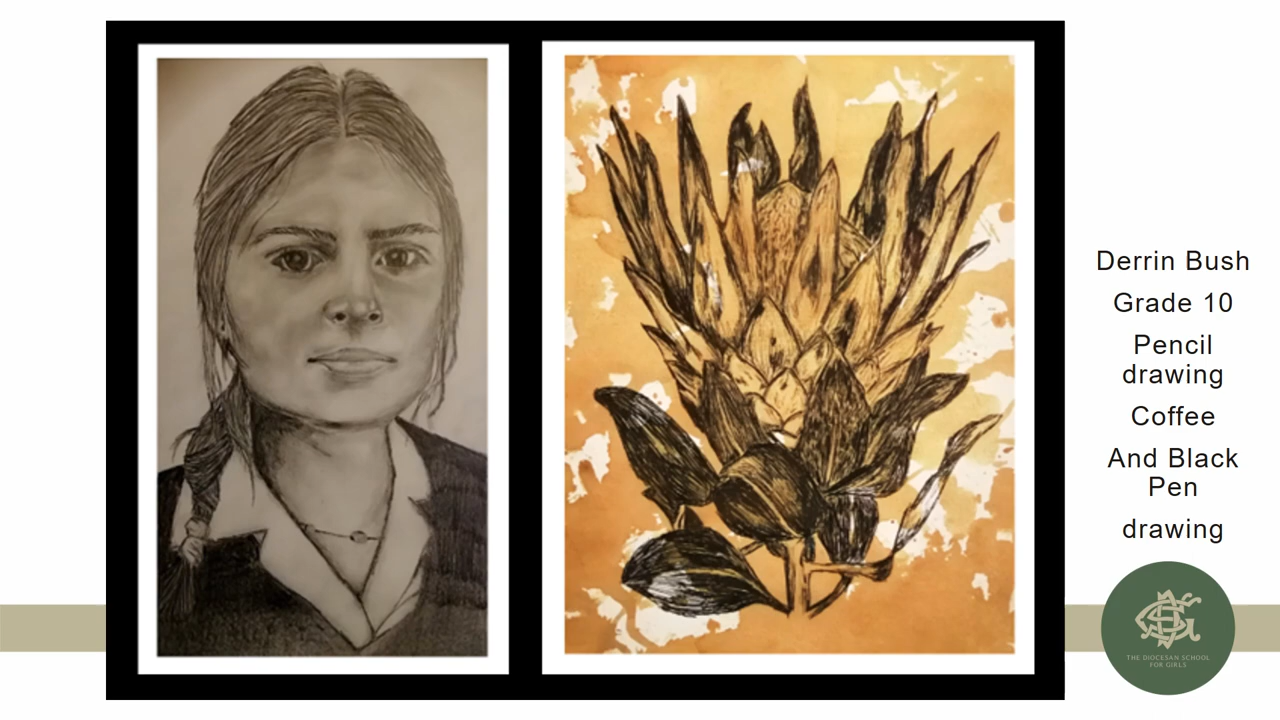 Derrin Bush
Grade 10
Pencil
drawing
Coffee
And Black
Pen
drawing
THE DIOCESAN SCHOOL
FOR GIRLS